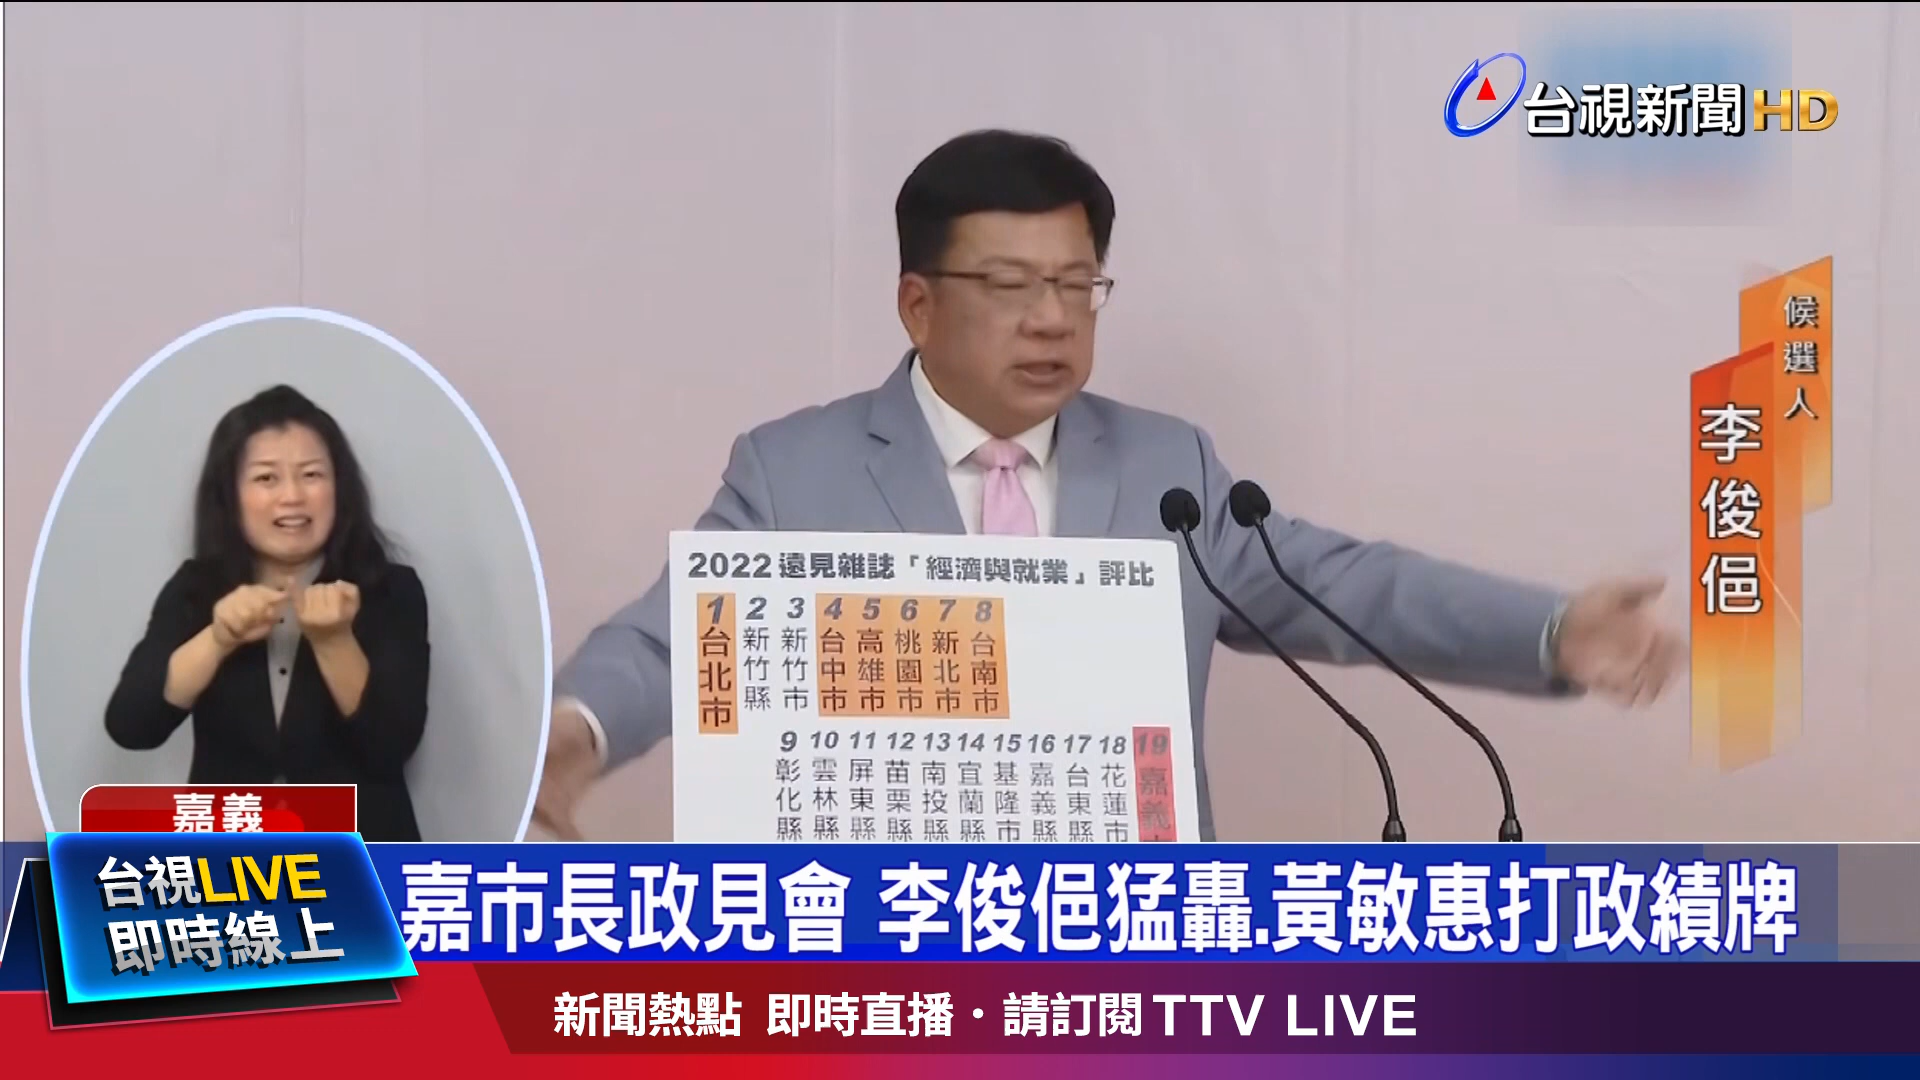 台視新聞HD
候選人
李俊俋
2022遠見雜誌「經濟與就業」評比
1 2 3 4 5 6 7 8
台北市 新竹縣 新竹市 台中市 高雄市 桃園市 新北市 台南市
9 10 11 12 13 14 15 16 17 18 19
彰化縣 雲林縣 屏東縣 苗栗縣 南投縣 宜蘭縣 基隆市 嘉義縣 台東縣 花蓮 嘉義
嘉義
台視LIVE
即時線上
嘉市長政見會 李俊俋猛轟.黃敏惠打政績牌
新聞熱點 即時直播・請訂閱TTV LIVE